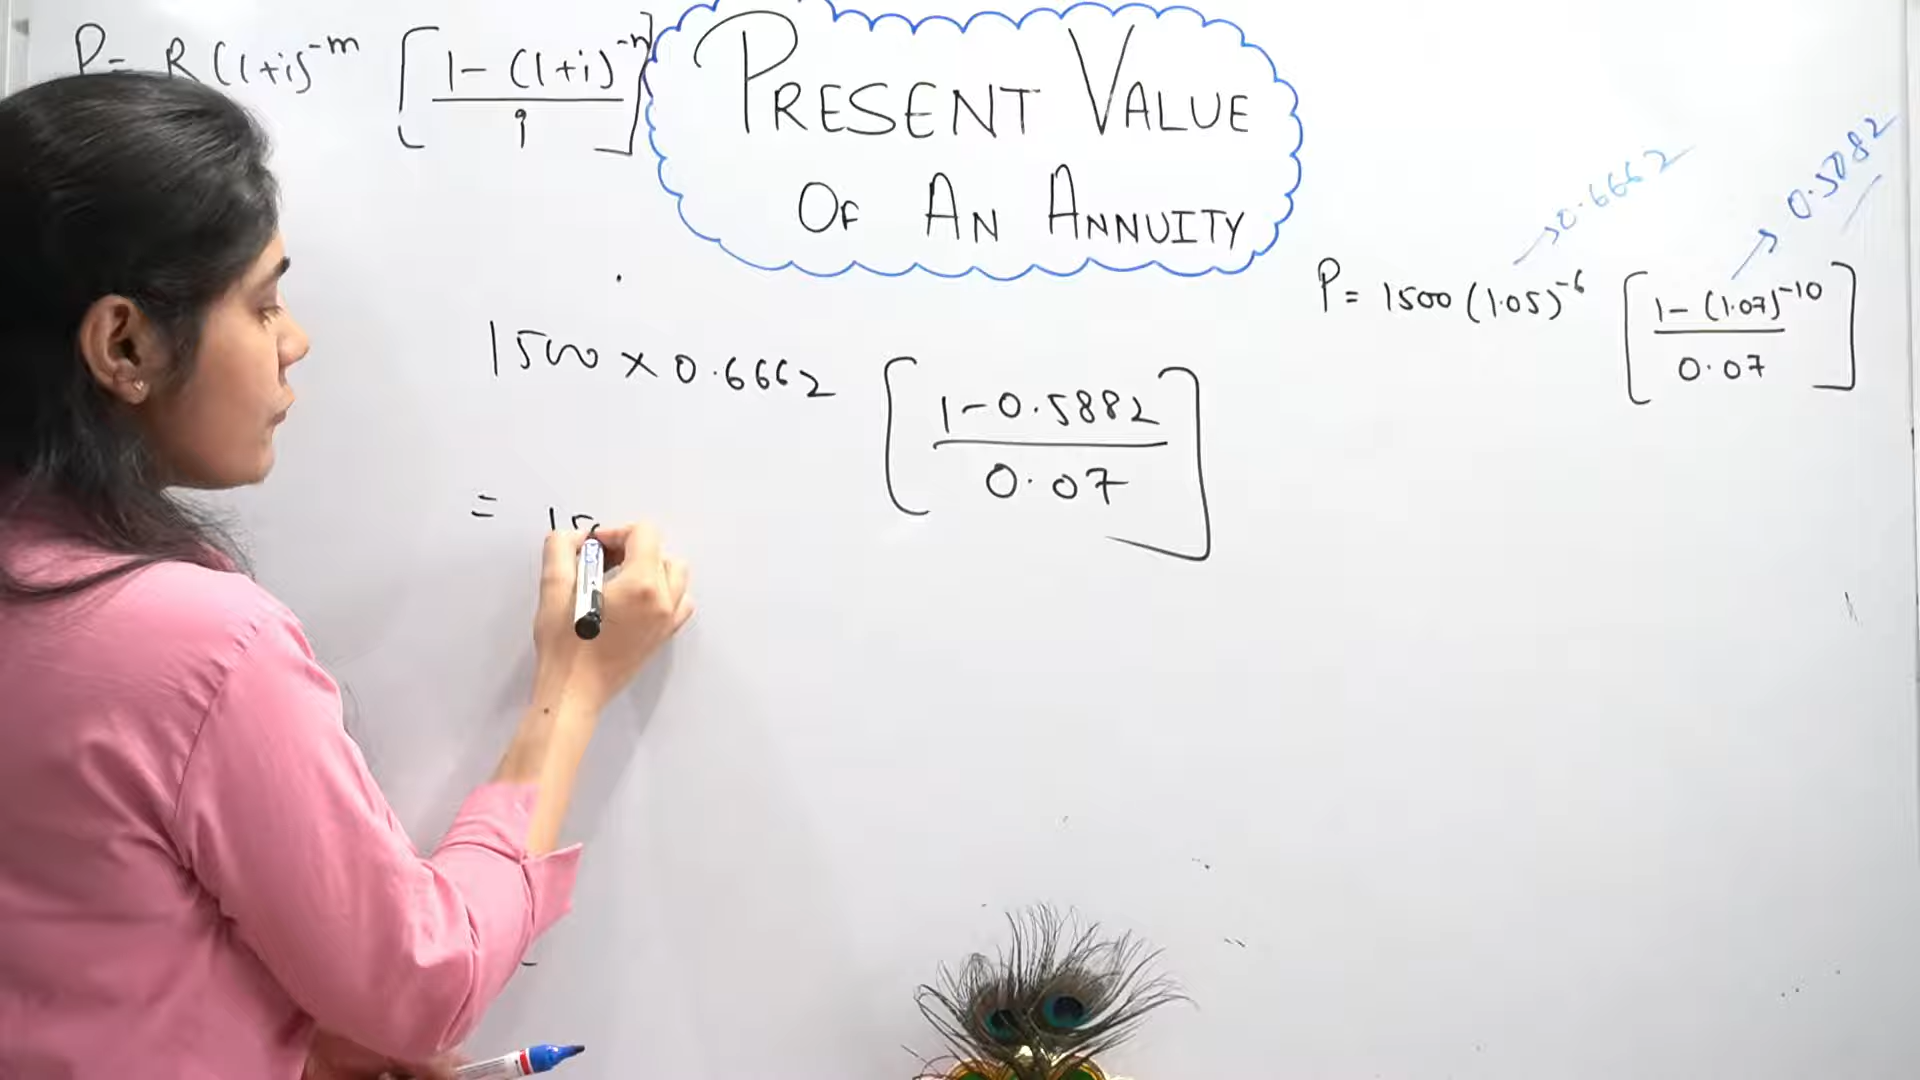 P = R (1+i)^-m [ 1-(1+i)^-n / i ]
PRESENT VALUE
OF AN ANNUITY
0.6662
0.5082
P = 1500 (1.05)^-6 [ 1-(1.07)^-10 / 0.07 ]
1500 × 0.6662 [ 1-0.5882 / 0.07 ]
= 15